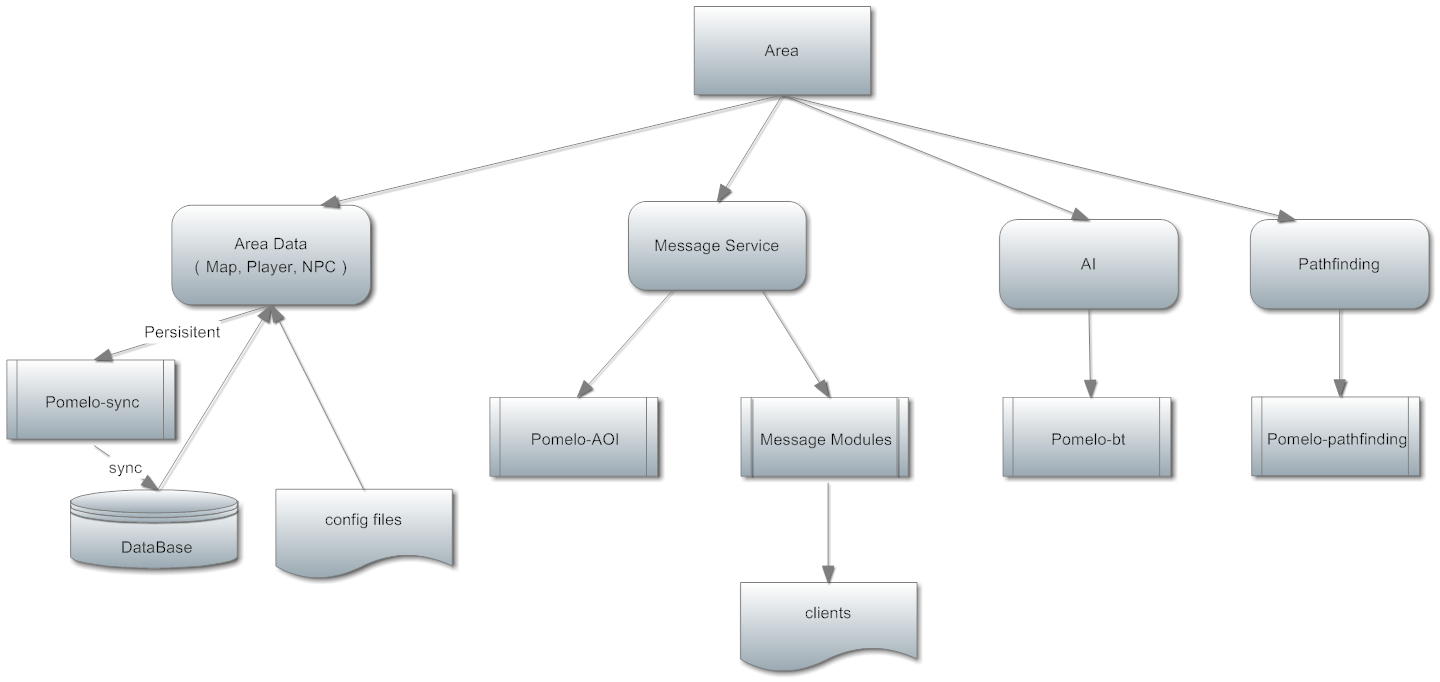 Area
Area Data
( Map, Player, NPC )
Message Service
AI
Pathfinding
Persisitent
Pomelo-sync
Pomelo-AOI
Message Modules
Pomelo-bt
Pomelo-pathfinding
sync
DataBase
config files
clients